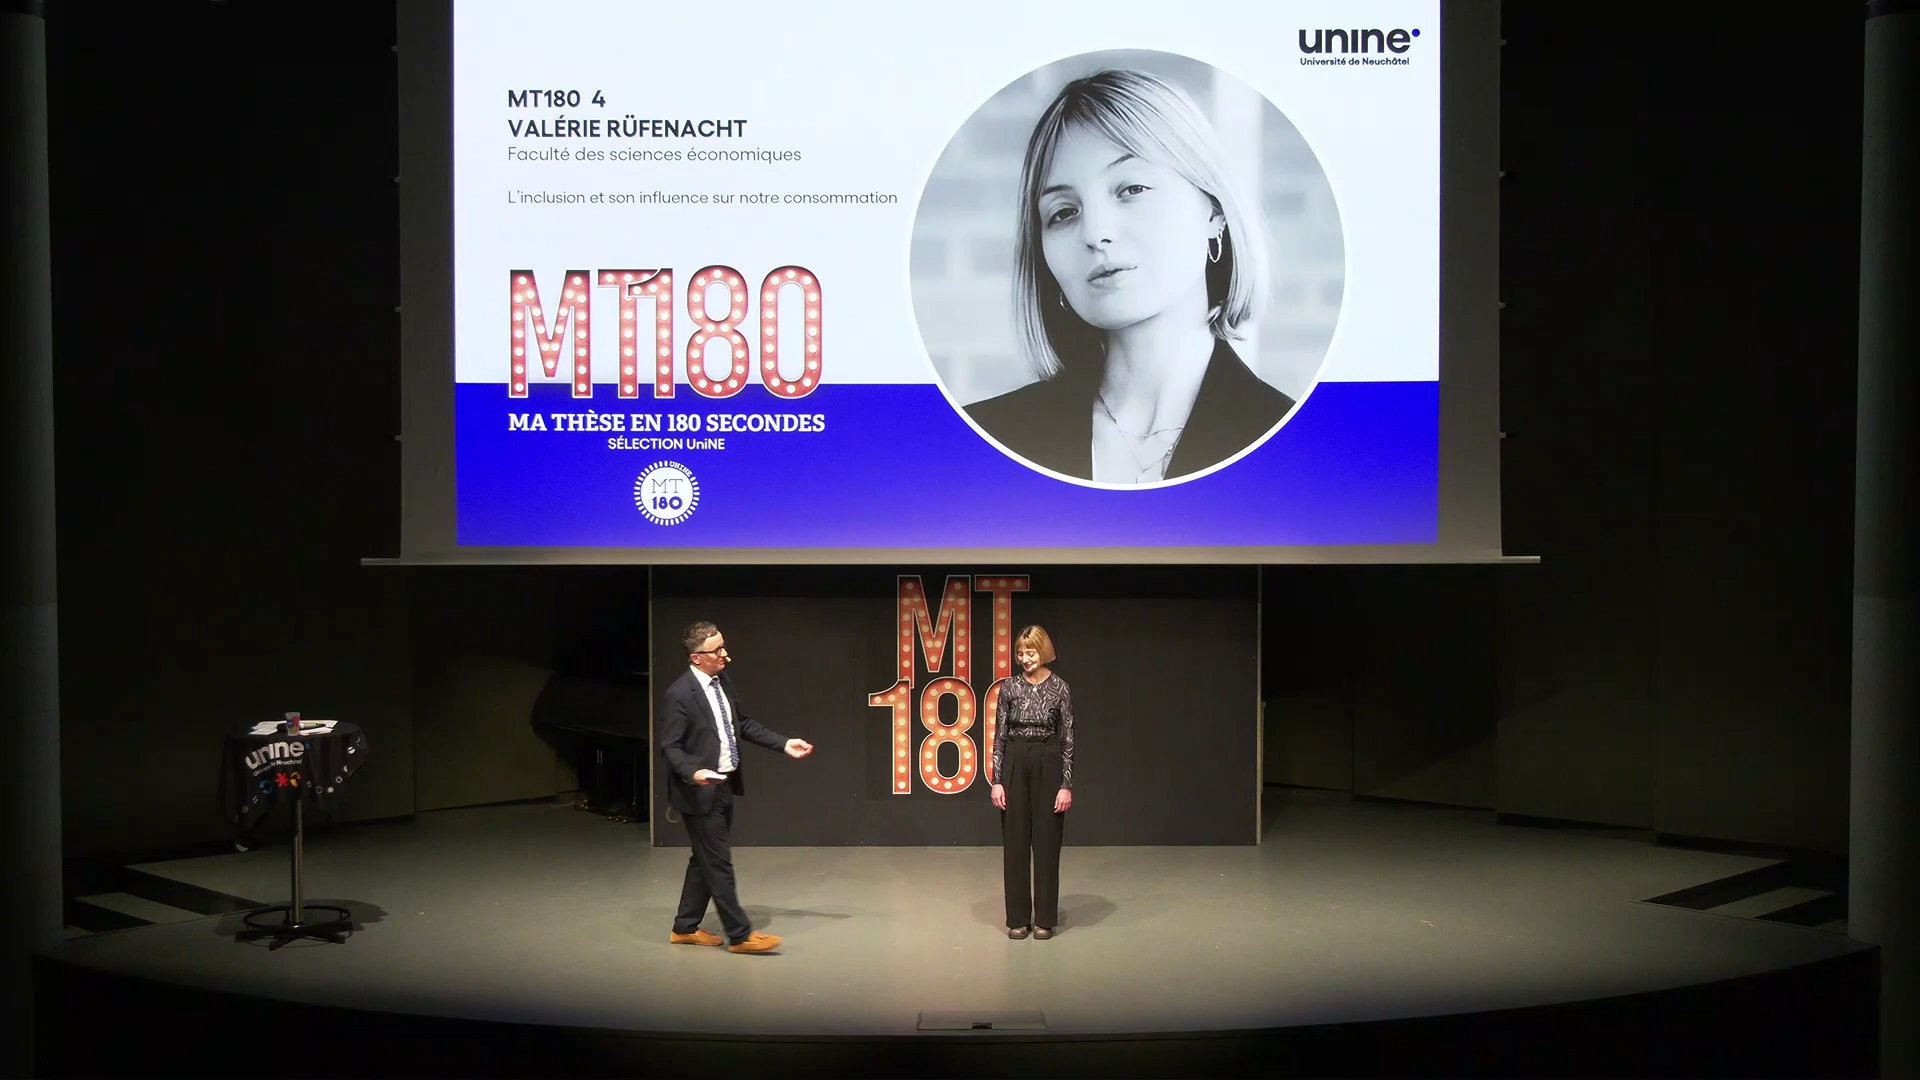 unine
Université de Neuchâtel
MT180 4
VALÉRIE RÜFENACHT
Faculté des sciences économiques
L'inclusion et son influence sur notre consommation
MT180
MA THÈSE EN 180 SECONDES
SÉLECTION UniNE
UNINE
MT
180
MT
180
unine